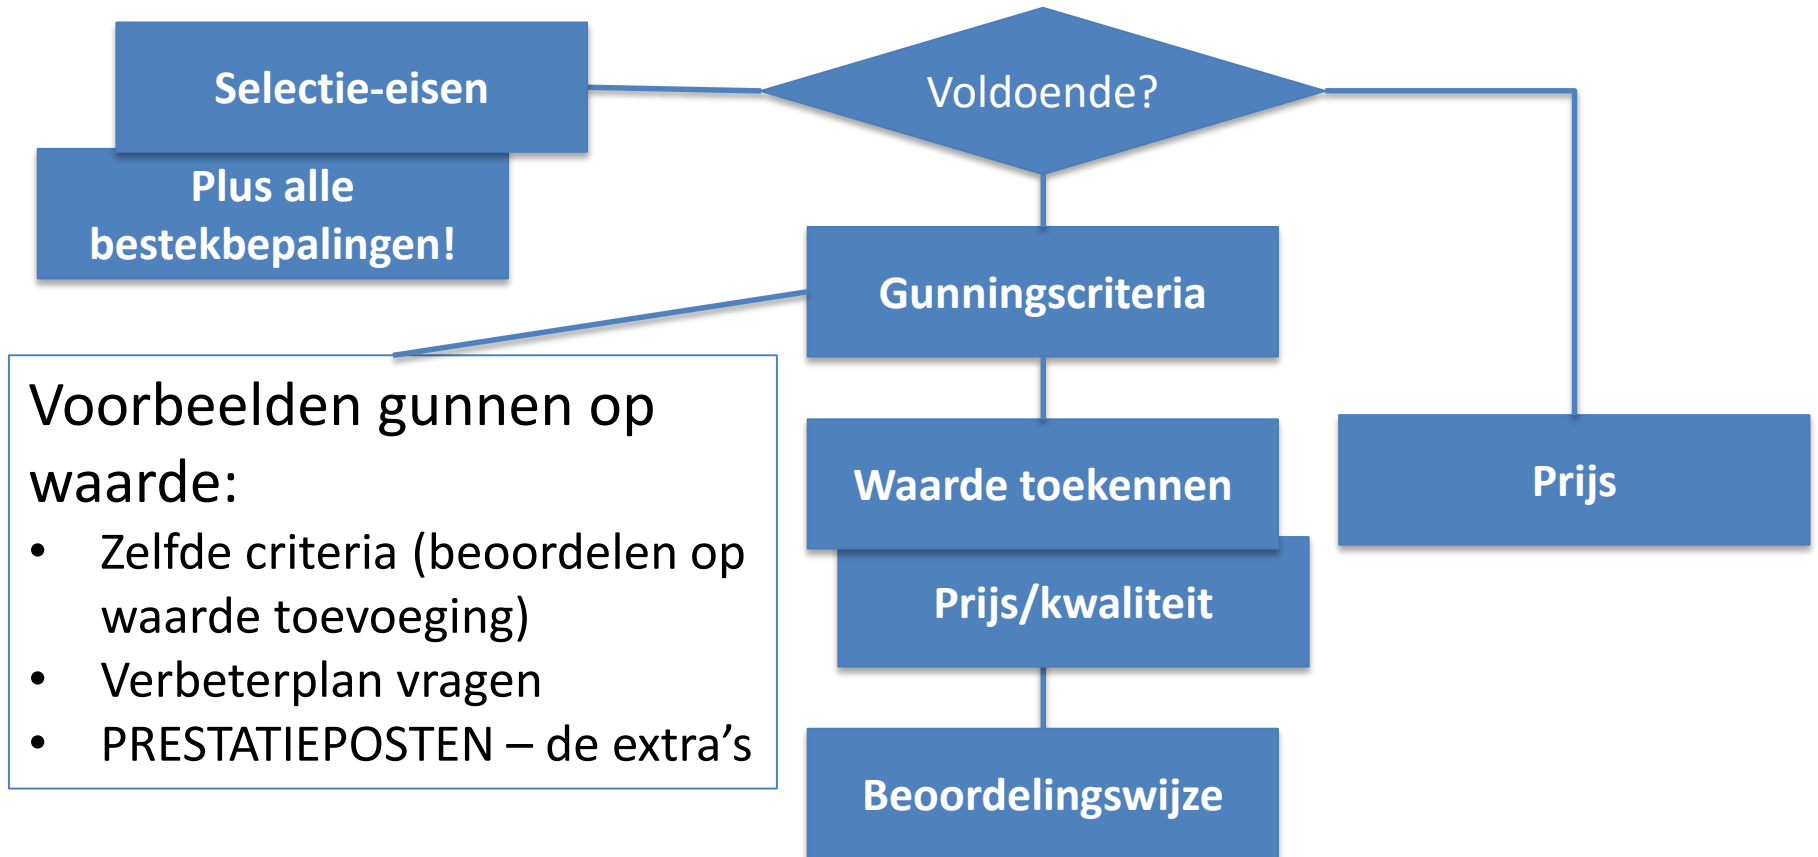 Selectie-eisen
Plus alle
bestekbepalingen!
Voldoende?
Gunningscriteria
Voorbeelden gunnen op
waarde:
• Zelfde criteria (beoordelen op
waarde toevoeging)
• Verbeterplan vragen
• PRESTATIEPOSTEN – de extra’s
Waarde toekennen
Prijs/kwaliteit
Beoordelingswijze
Prijs